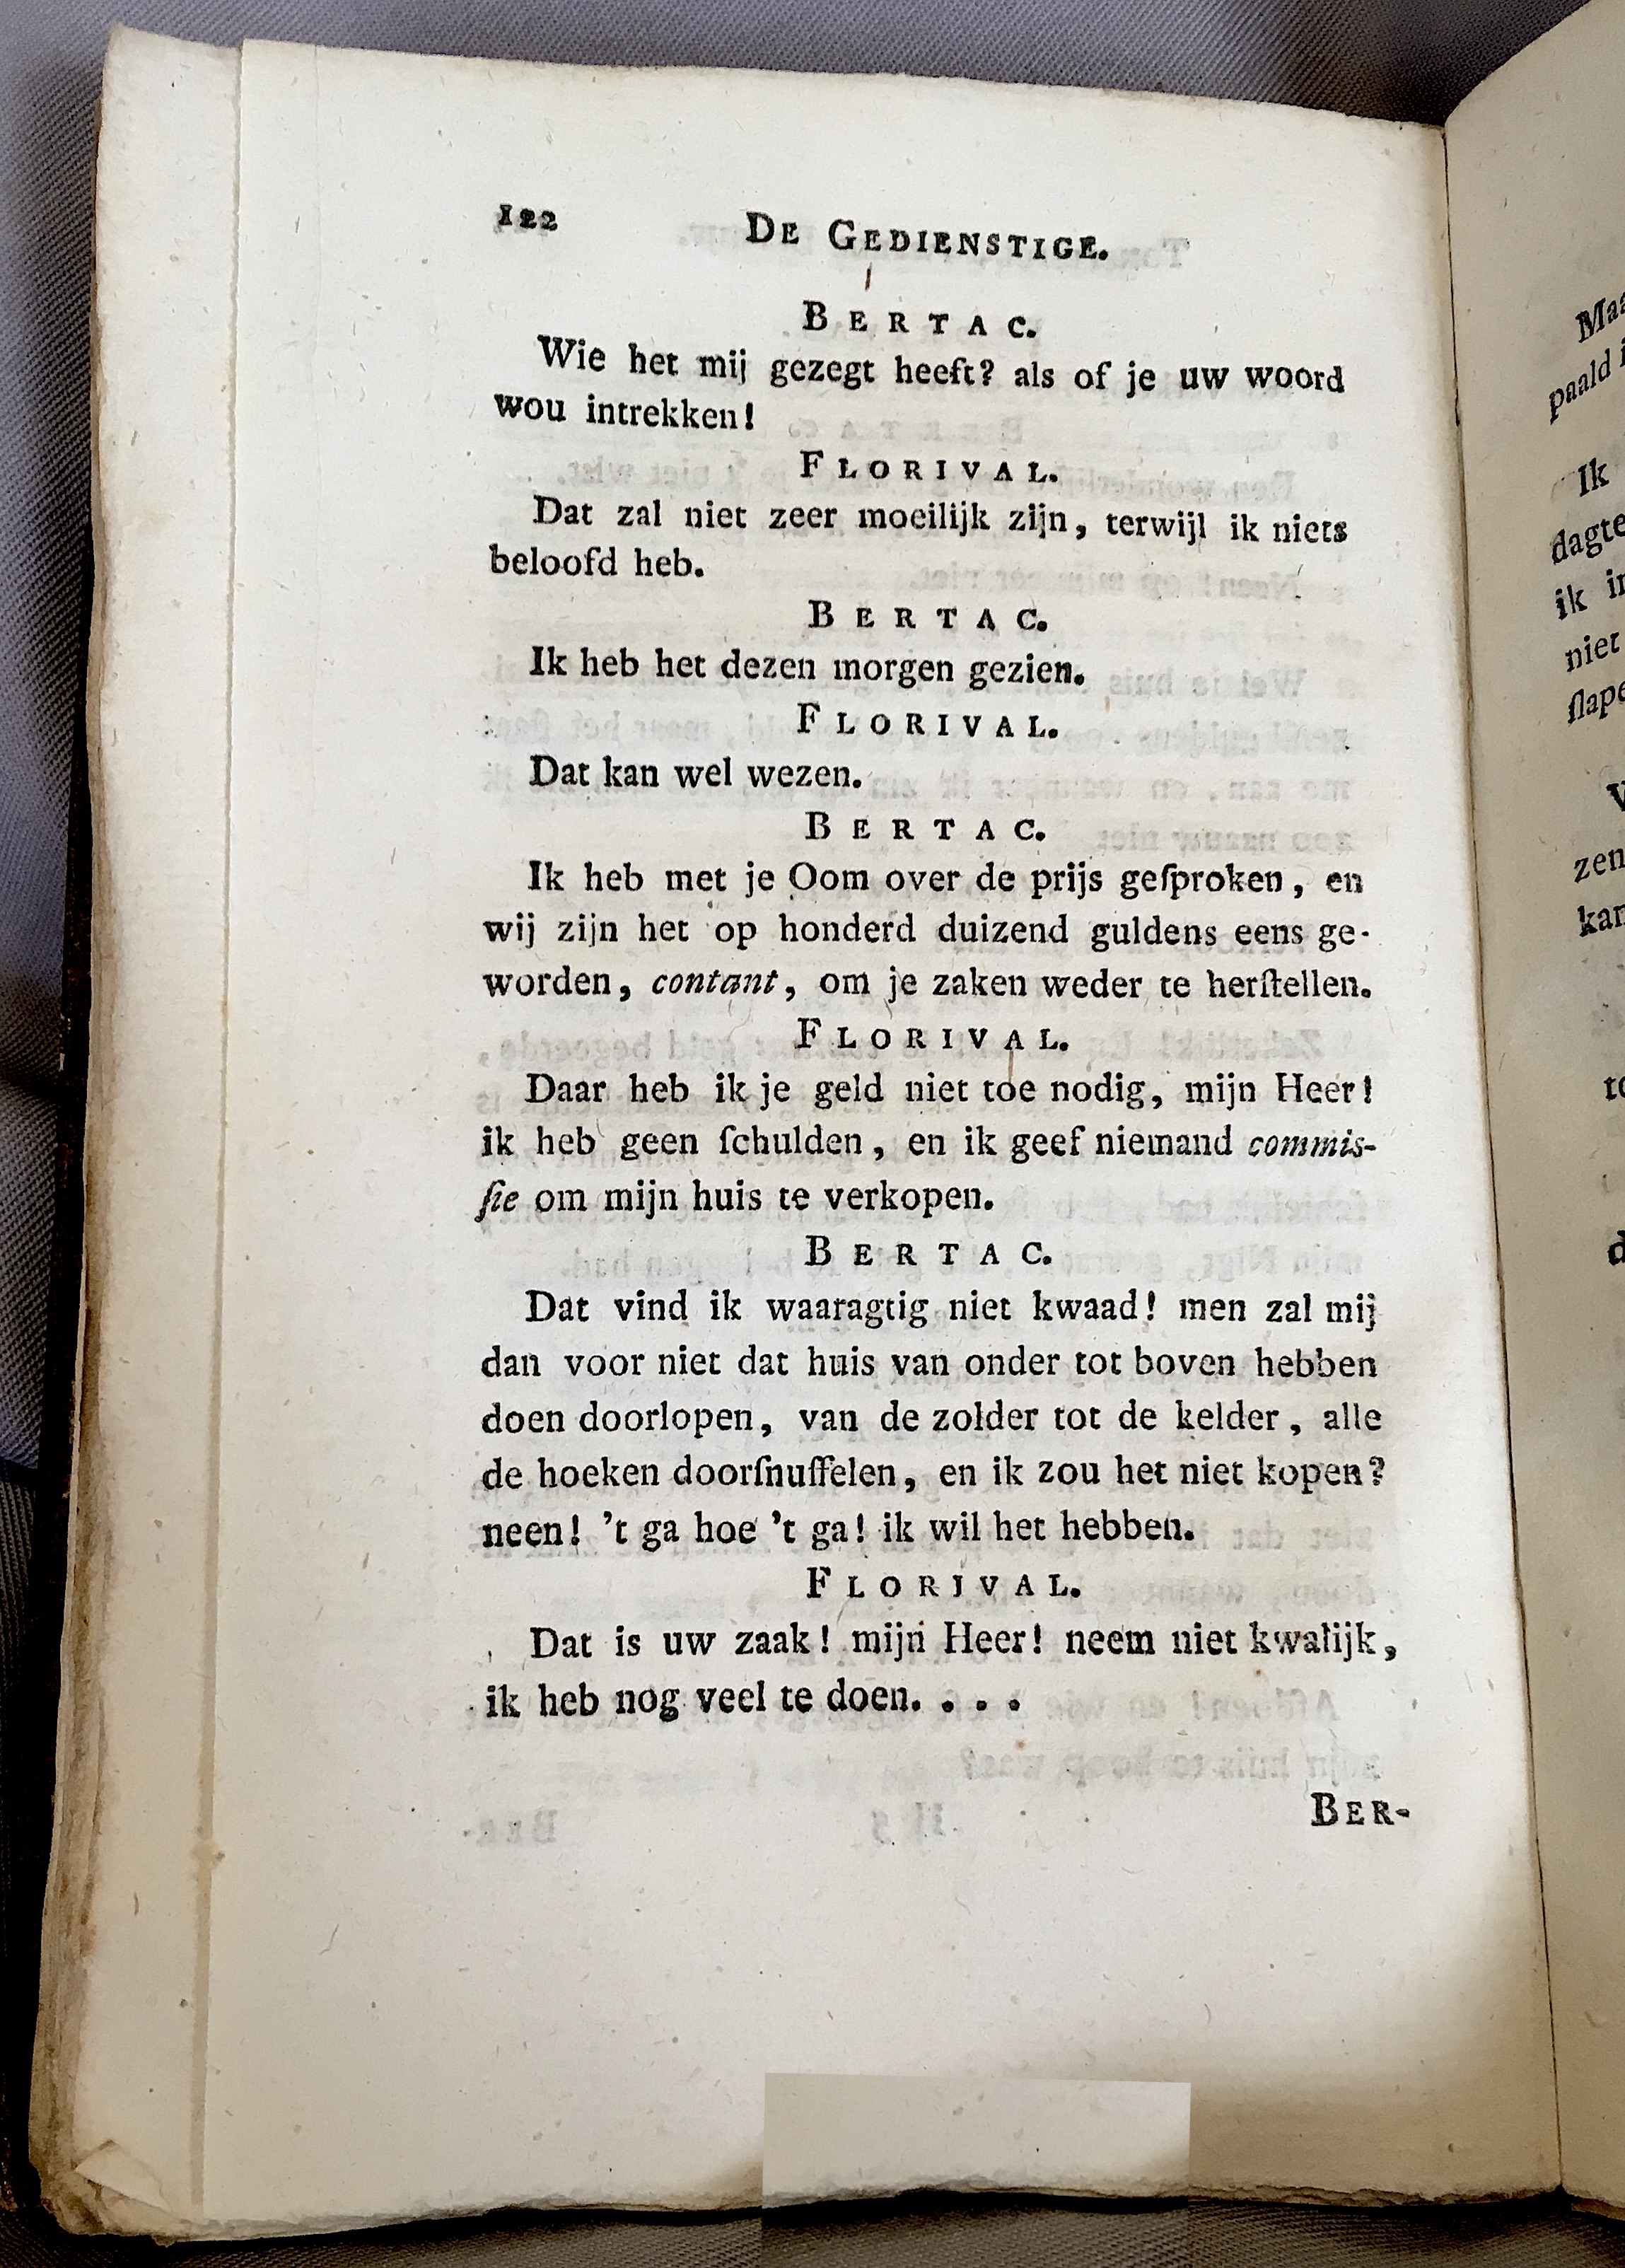 122 DE GEDIENSTIGE.
BERTAC.
Wie het mij gezegt heeft? als of je uw woord
wou intrekken!
FLORIVAL.
Dat zal niet zeer moeilijk zijn, terwijl ik niets
beloofd heb.
BERTAC.
Ik heb het dezen morgen gezien.
FLORIVAL.
Dat kan wel wezen.
BERTAC.
Ik heb met je Oom over de prijs geſproken, en
wij zijn het op honderd duizend guldens eens ge-
worden, contant, om je zaken weder te herſtellen.
FLORIVAL.
Daar heb ik je geld niet toe nodig, mijn Heer!
ik heb geen ſchulden, en ik geef niemand commis-
ſie om mijn huis te verkopen.
BERTAC.
Dat vind ik waaragtig niet kwaad! men zal mij
dan voor niet dat huis van onder tot boven hebben
doen doorlopen, van de zolder tot de kelder, alle
de hoeken doorſnuffelen, en ik zou het niet kopen?
neen! 't ga hoe 't ga! ik wil het hebben.
FLORIVAL.
Dat is uw zaak! mijn Heer! neem niet kwalijk,
ik heb nog veel te doen. . . .
BER-
Ik
ik
niet